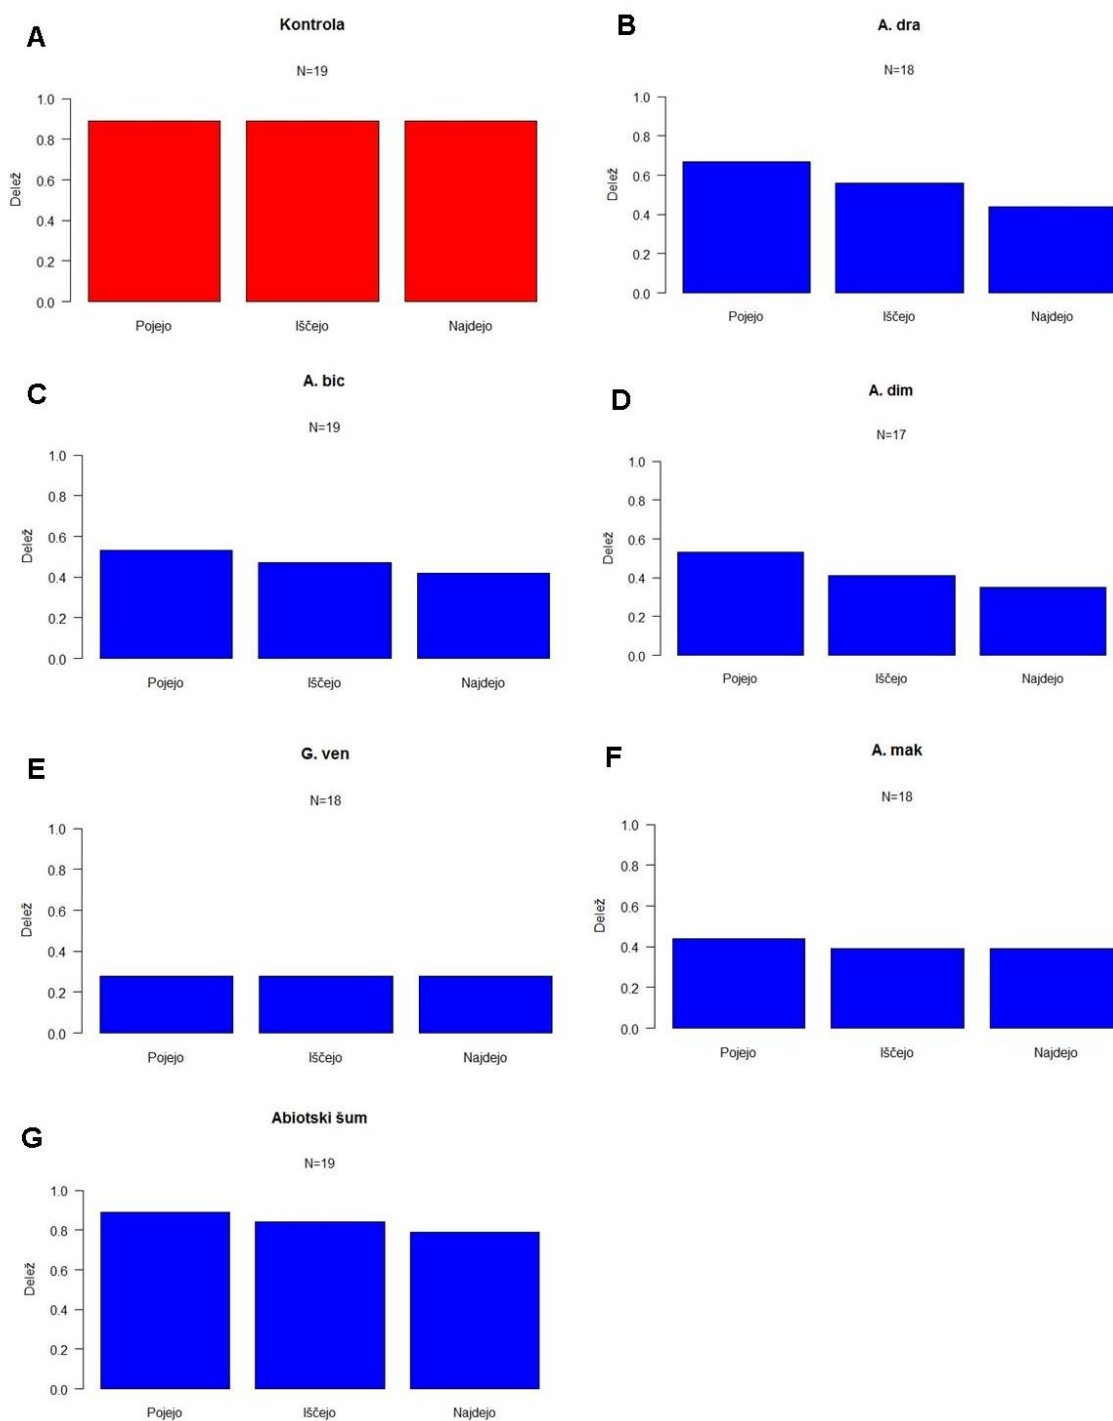 A
Kontrola
N=19
Delež
1.0
0.8
0.6
0.4
0.2
0.0
Pojejo Iščejo Najdejo
B
A. dra
N=18
Delež
1.0
0.8
0.6
0.4
0.2
0.0
Pojejo Iščejo Najdejo
C
A. bic
N=19
Delež
1.0
0.8
0.6
0.4
0.2
0.0
Pojejo Iščejo Najdejo
D
A. dim
N=17
Delež
1.0
0.8
0.6
0.4
0.2
0.0
Pojejo Iščejo Najdejo
E
G. ven
N=18
Delež
1.0
0.8
0.6
0.4
0.2
0.0
Pojejo Iščejo Najdejo
F
A. mak
N=18
Delež
1.0
0.8
0.6
0.4
0.2
0.0
Pojejo Iščejo Najdejo
G
Abiotski šum
N=19
Delež
1.0
0.8
0.6
0.4
0.2
0.0
Pojejo Iščejo Najdejo